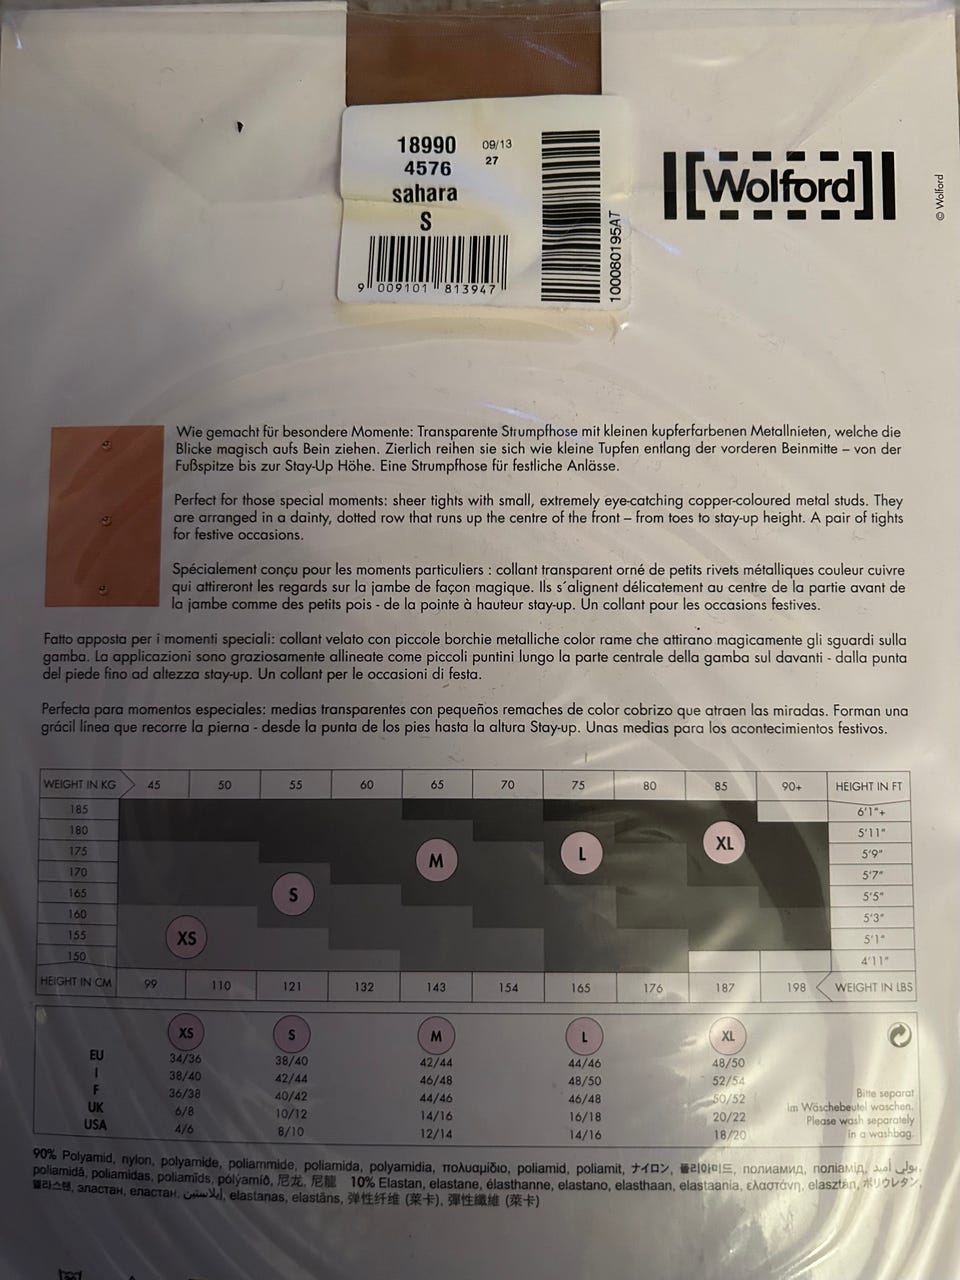 18990 09/13
4576 27
sahara
S
9 009101 813947
100080195AT
Wolford
© Wolford
Wie gemacht für besondere Momente: Transparente Strumpfhose mit kleinen kupferfarbenen Metallnieten, welche die
Blicke magisch aufs Bein ziehen. Zierlich reihen sie sich wie kleine Tupfen entlang der vorderen Beinmitte – von der
Fußspitze bis zur Stay-Up Höhe. Eine Strumpfhose für festliche Anlässe.
Perfect for those special moments: sheer tights with small, extremely eye-catching copper-coloured metal studs. They
are arranged in a dainty, dotted row that runs up the centre of the front – from toes to stay-up height. A pair of tights
for festive occasions.
Spécialement conçu pour les moments particuliers : collant transparent orné de petits rivets métalliques couleur cuivre
qui attireront les regards sur la jambe de façon magique. Ils s´alignent délicatement au centre de la partie avant de
la jambe comme des petits pois - de la pointe à hauteur stay-up. Un collant pour les occasions festives.
Fatto apposta per i momenti speciali: collant velato con piccole borchie metalliche color rame che attirano magicamente gli sguardi sulla
gamba. La applicazioni sono graziosamente allineate come piccoli puntini lungo la parte centrale della gamba sul davanti - dalla punta
del piede fino ad altezza stay-up. Un collant per le occasioni di festa.
Perfecta para momentos especiales: medias transparentes con pequeños remaches de color cobrizo que atraen las miradas. Forman una
grácil línea que recorre la pierna - desde la punta de los pies hasta la altura Stay-up. Unas medias para los acontecimientos festivos.
WEIGHT IN KG 45 50 55 60 65 70 75 80 85 90+ HEIGHT IN FT
185 6'1"+
180 5'11"
175 M L XL 5'9"
170 5'7"
165 S 5'5"
160 5'3"
155 XS 5'1"
150 4'11"
HEIGHT IN CM 99 110 121 132 143 154 165 176 187 198 WEIGHT IN LBS
XS S M L XL
EU 34/36 38/40 42/44 44/46 48/50
I 38/40 42/44 46/48 48/50 52/54
F 36/38 40/42 44/46 46/48 50/52
UK 6/8 10/12 14/16 16/18 20/22
USA 4/6 8/10 12/14 14/16 18/20
Bitte separat
im Wäschebeutel waschen.
Please wash separately
in a washbag.
90% Polyamid, nylon, polyamide, poliammide, poliamida, polyamidia, πολυαμίδιο, poliamid, poliamit, ナイロン, 폴리아미드, полиамид, поліамід, بولي أميد,
poliamidă, poliamidas, poliamīds, pólýamíð, 尼龙, 尼龍 10% Elastan, elastane, élasthanne, elastano, elasthaan, elastaania, ελαστάνη, elasztán, ポリウレタン,
엘라스텐, эластан, еластан, إيلاستين, elastanas, elastāns, 弹性纤维 (莱卡), 彈性纖維 (萊卡)